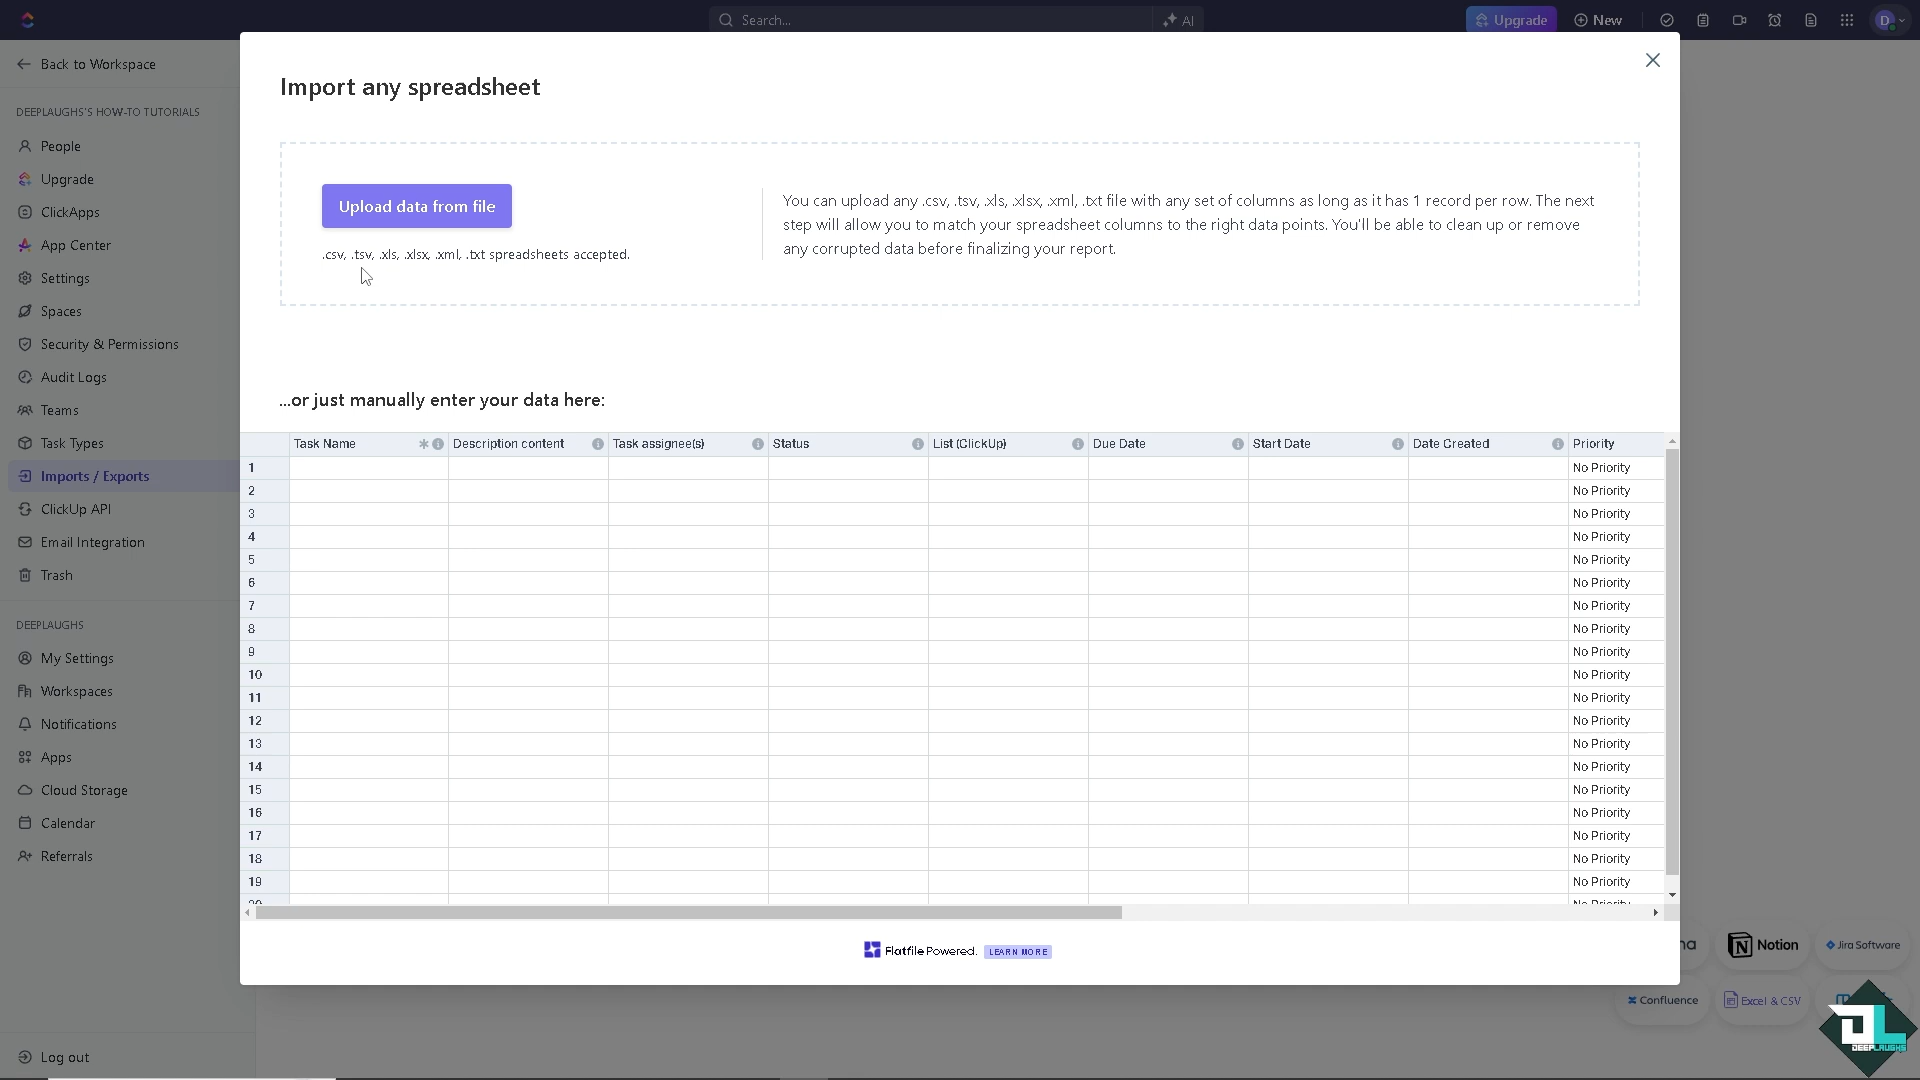 Search...
AI
Upgrade
New
D
Back to Workspace
DEEPLAUGHS'S HOW-TO TUTORIALS
People
Upgrade
ClickApps
App Center
Settings
Spaces
Security & Permissions
Audit Logs
Teams
Task Types
Imports / Exports
ClickUp API
Email Integration
Trash
DEEPLAUGHS
My Settings
Workspaces
Notifications
Apps
Cloud Storage
Calendar
Referrals
Log out
Import any spreadsheet
Upload data from file
.csv, .tsv, .xls, .xlsx, .xml, .txt spreadsheets accepted.
You can upload any .csv, .tsv, .xls, .xlsx, .xml, .txt file with any set of columns as long as it has 1 record per row. The next
step will allow you to match your spreadsheet columns to the right data points. You'll be able to clean up or remove
any corrupted data before finalizing your report.
...or just manually enter your data here:
Task Name * Description content Task assignee(s) Status List (ClickUp) Due Date Start Date Date Created Priority
1 No Priority
2 No Priority
3 No Priority
4 No Priority
5 No Priority
6 No Priority
7 No Priority
8 No Priority
9 No Priority
10 No Priority
11 No Priority
12 No Priority
13 No Priority
14 No Priority
15 No Priority
16 No Priority
17 No Priority
18 No Priority
19 No Priority
20 No Priority
Flatfile Powered. LEARN MORE
Notion
Jira Software
Confluence
Excel & CSV
DL
DEEPLAUGHS